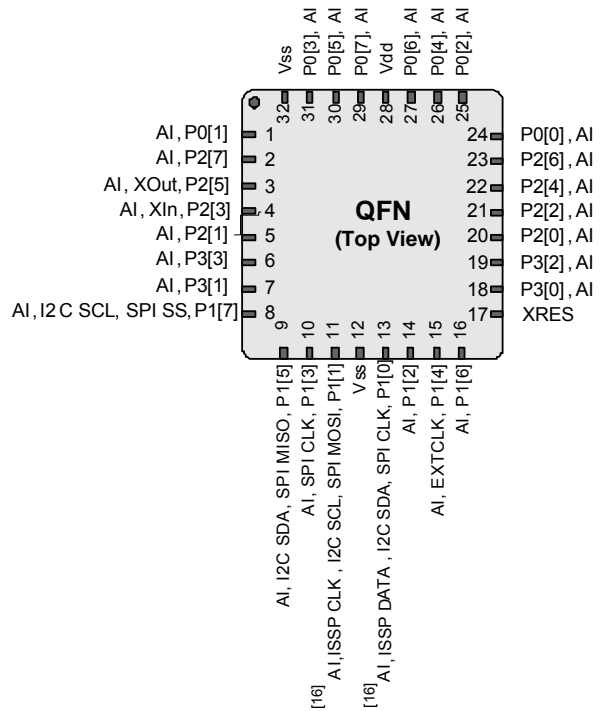 Vss
P0[3], AI
P0[5], AI
P0[7], AI
Vdd
P0[6], AI
P0[4], AI
P0[2], AI
32
31
30
29
28
27
26
25
AI, P0[1] 1
AI, P2[7] 2
AI, XOut, P2[5] 3
AI, XIn, P2[3] 4
AI, P2[1] 5
AI, P3[3] 6
AI, P3[1] 7
AI, I2C SCL, SPI SS, P1[7] 8
QFN
(Top View)
24 P0[0], AI
23 P2[6], AI
22 P2[4], AI
21 P2[2], AI
20 P2[0], AI
19 P3[2], AI
18 P3[0], AI
17 XRES
9
10
11
12
13
14
15
16
AI, I2C SDA, SPI MISO, P1[5]
AI, SPI CLK, P1[3]
[16] AI, ISSP CLK, I2C SCL, SPI MOSI, P1[1]
Vss
[16] AI, ISSP DATA, I2C SDA, SPI CLK, P1[0]
AI, P1[2]
AI, EXTCLK, P1[4]
AI, P1[6]